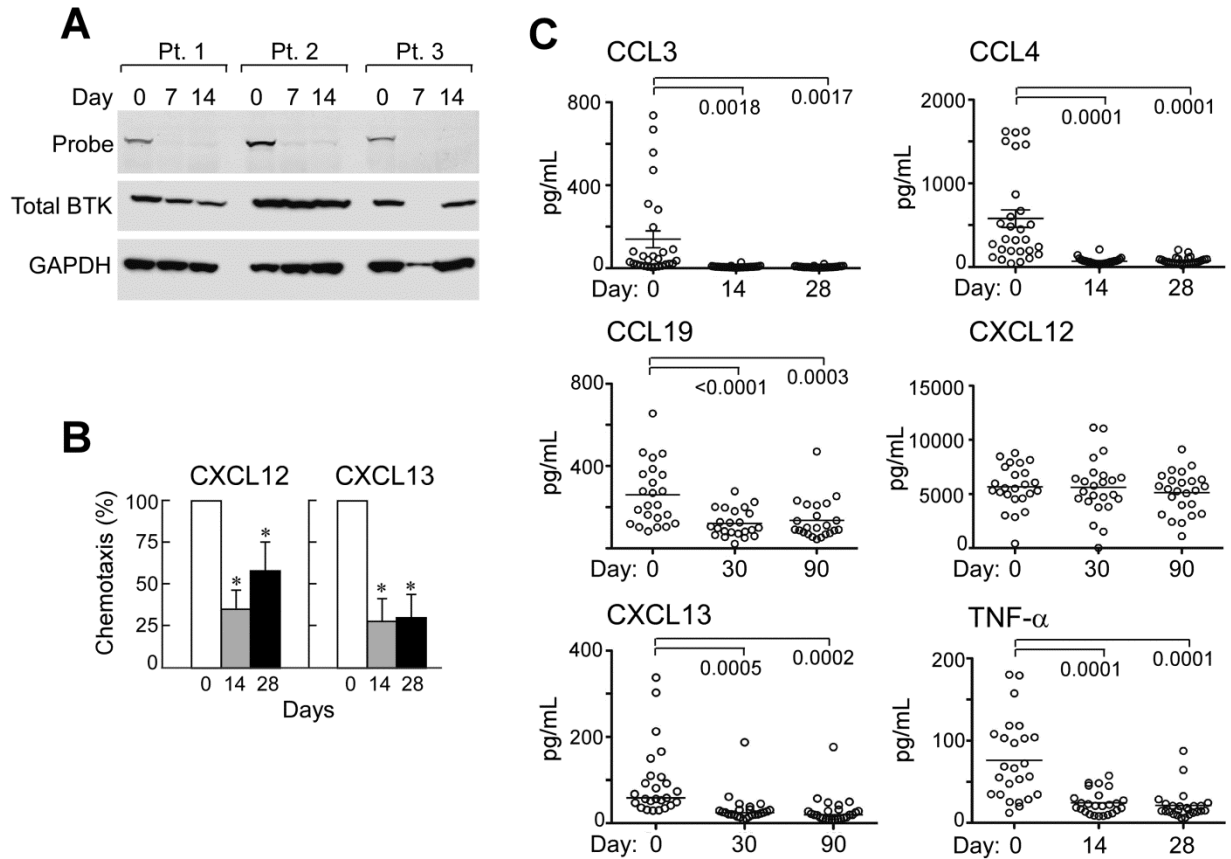 A
Pt. 1 Pt. 2 Pt. 3
Day 0 7 14 0 7 14 0 7 14
Probe
Total BTK
GAPDH
B
CXCL12 CXCL13
Chemotaxis (%)
100
75
50
25
0
* * * *
0 14 28 0 14 28
Days
C
CCL3
0.0018 0.0017
pg/mL
800
400
0
Day: 0 14 28
CCL4
0.0001 0.0001
pg/mL
2000
1500
1000
500
0
Day: 0 14 28
CCL19
<0.0001 0.0003
pg/mL
800
400
0
Day: 0 30 90
CXCL12
pg/mL
15000
10000
5000
0
Day: 0 30 90
CXCL13
0.0005 0.0002
pg/mL
400
200
0
Day: 0 30 90
TNF-α
0.0001 0.0001
pg/mL
200
150
100
50
0
Day: 0 14 28